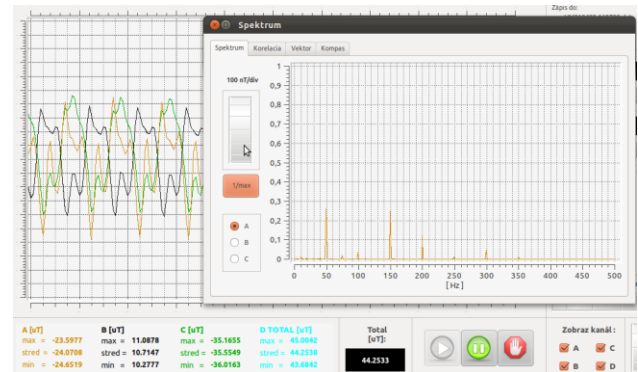 Zápis do:
Spektrum
Spektrum Korelacia Vektor Kompas
100 nT/div
1/max
A
B
C
1
0,9
0,8
0,7
0,6
0,5
0,4
0,3
0,2
0,1
0
0 50 100 150 200 250 300 350 400 450 500
[Hz]
A [uT] B [uT] C [uT] D TOTAL [uT]
max = -23.5977 max = 11.0878 max = -35.1655 max = 45.0042
stred = -24.0708 stred = 10.7147 stred = -35.5549 stred = 44.2538
min = -24.6519 min = 10.2777 min = -36.0163 min = 43.6842
Total
[uT]:
44.2533
Zobraz kanál :
A C
B D